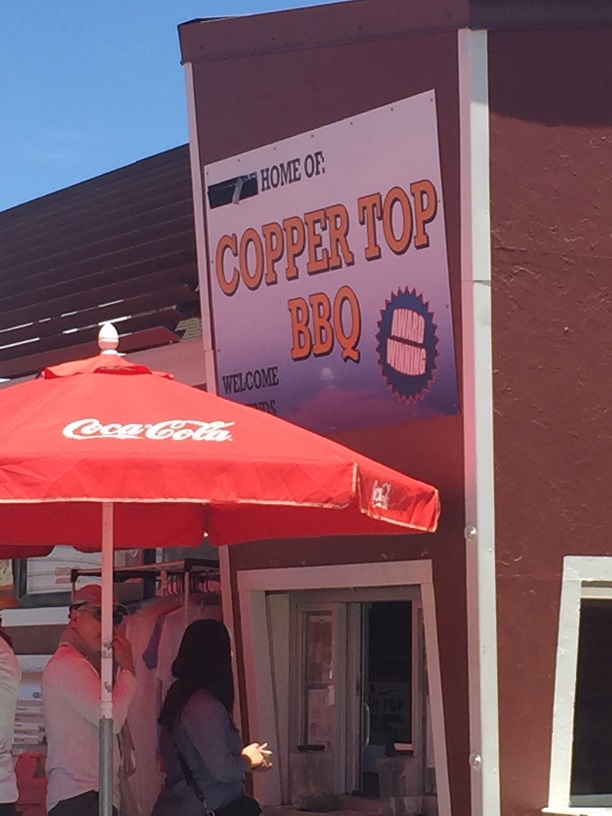 HOME OF:
COPPER TOP
BBQ
AWARD
WINNING
WELCOME
Coca-Cola